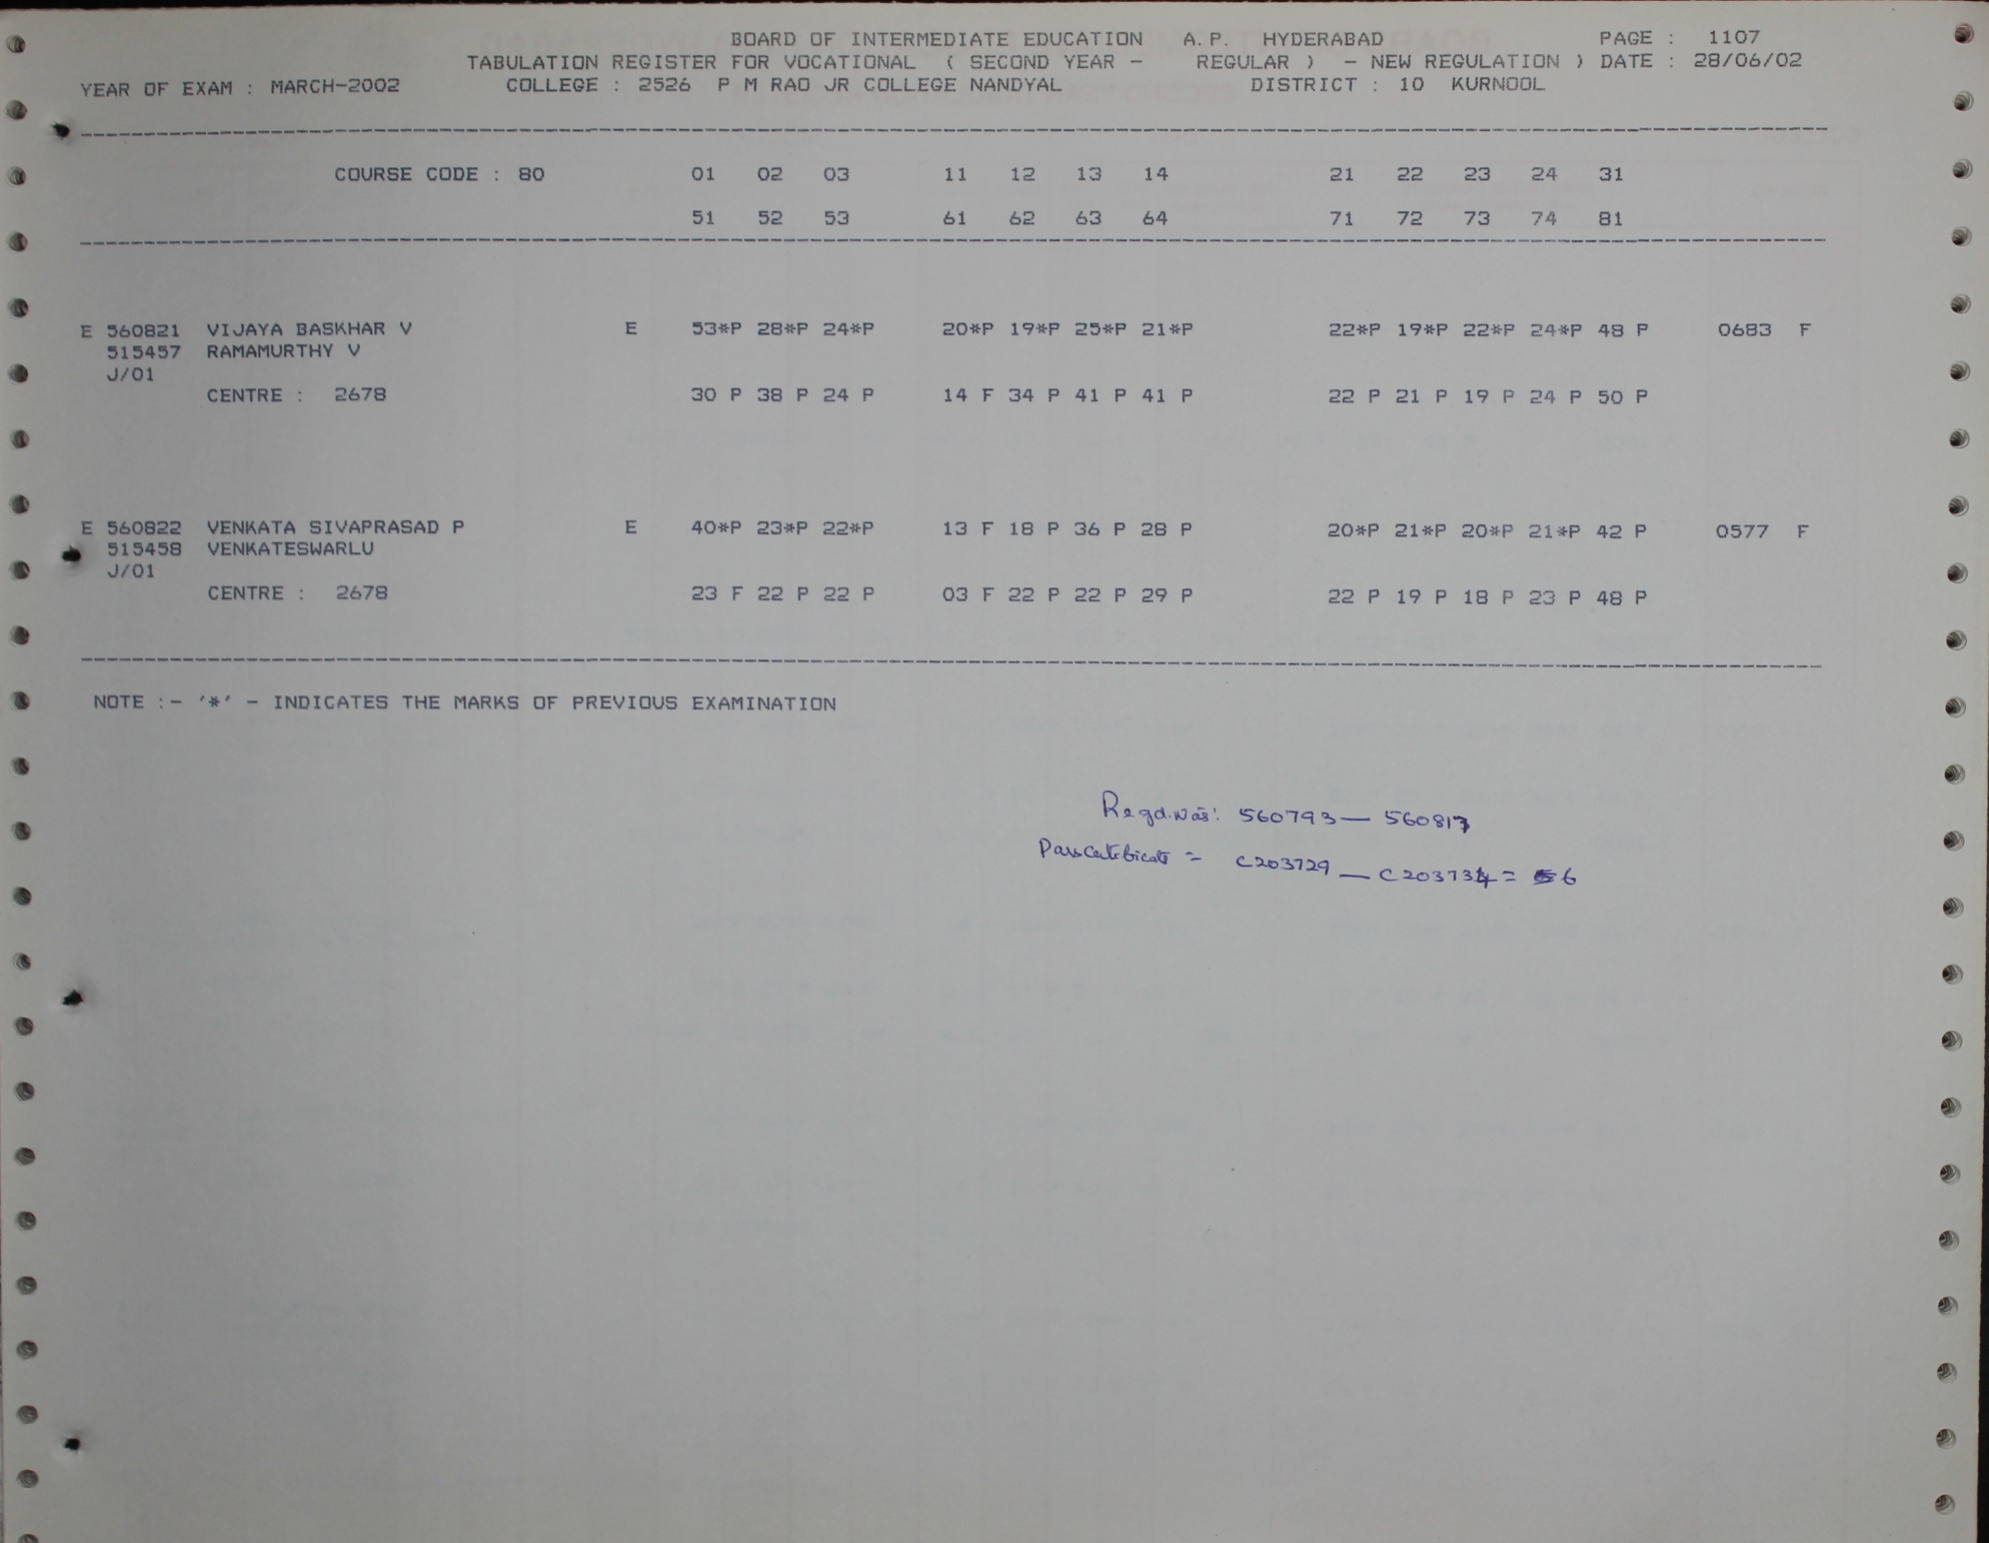 BOARD OF INTERMEDIATE EDUCATION A.P. HYDERABAD PAGE : 1107
TABULATION REGISTER FOR VOCATIONAL ( SECOND YEAR - REGULAR ) - NEW REGULATION ) DATE : 28/06/02
YEAR OF EXAM : MARCH-2002 COLLEGE : 2526 P M RAO JR COLLEGE NANDYAL DISTRICT : 10 KURNOOL
COURSE CODE : 80 01 02 03 11 12 13 14 21 22 23 24 31
51 52 53 61 62 63 64 71 72 73 74 81
E 560821 VIJAYA BASKHAR V E 53*P 28*P 24*P 20*P 19*P 25*P 21*P 22*P 19*P 22*P 24*P 48 P 0683 F
515457 RAMAMURTHY V
J/01
CENTRE : 2678 30 P 38 P 24 P 14 F 34 P 41 P 41 P 22 P 21 P 19 P 24 P 50 P
E 560822 VENKATA SIVAPRASAD P E 40*P 23*P 22*P 13 F 18 P 36 P 28 P 20*P 21*P 20*P 21*P 42 P 0577 F
515458 VENKATESWARLU
J/01
CENTRE : 2678 23 F 22 P 22 P 03 F 22 P 22 P 29 P 22 P 19 P 18 P 23 P 48 P
NOTE :- '*' - INDICATES THE MARKS OF PREVIOUS EXAMINATION
Regd.Nos: 560793 — 560817
Pass Certificate = C203729 — C203734 = 6